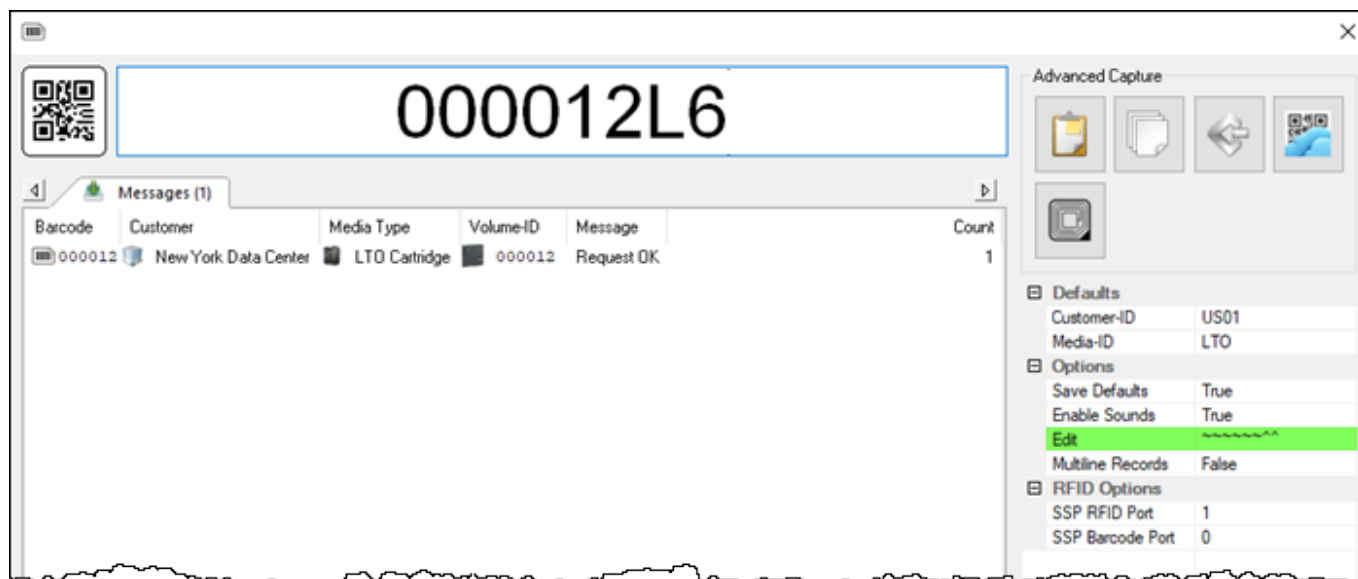 000012L6
Advanced Capture
Messages (1)
Barcode Customer Media Type Volume-ID Message Count
000012 New York Data Center LTO Cartridge 000012 Request OK 1
Defaults
Customer-ID US01
Media-ID LTO
Options
Save Defaults True
Enable Sounds True
Edit ~~~~~~^^
Multiline Records False
RFID Options
SSP RFID Port 1
SSP Barcode Port 0